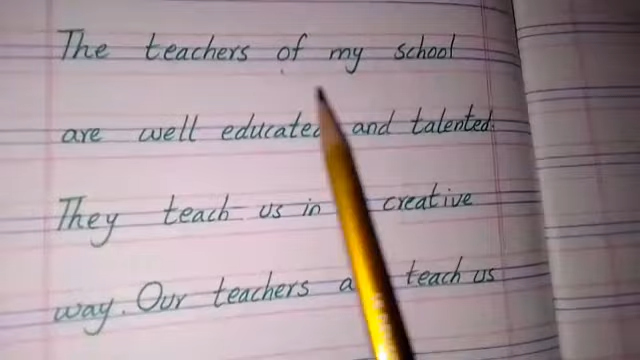 The teachers of my school
are well educated and talented.
They teach us in creative
way. Our teachers teach us